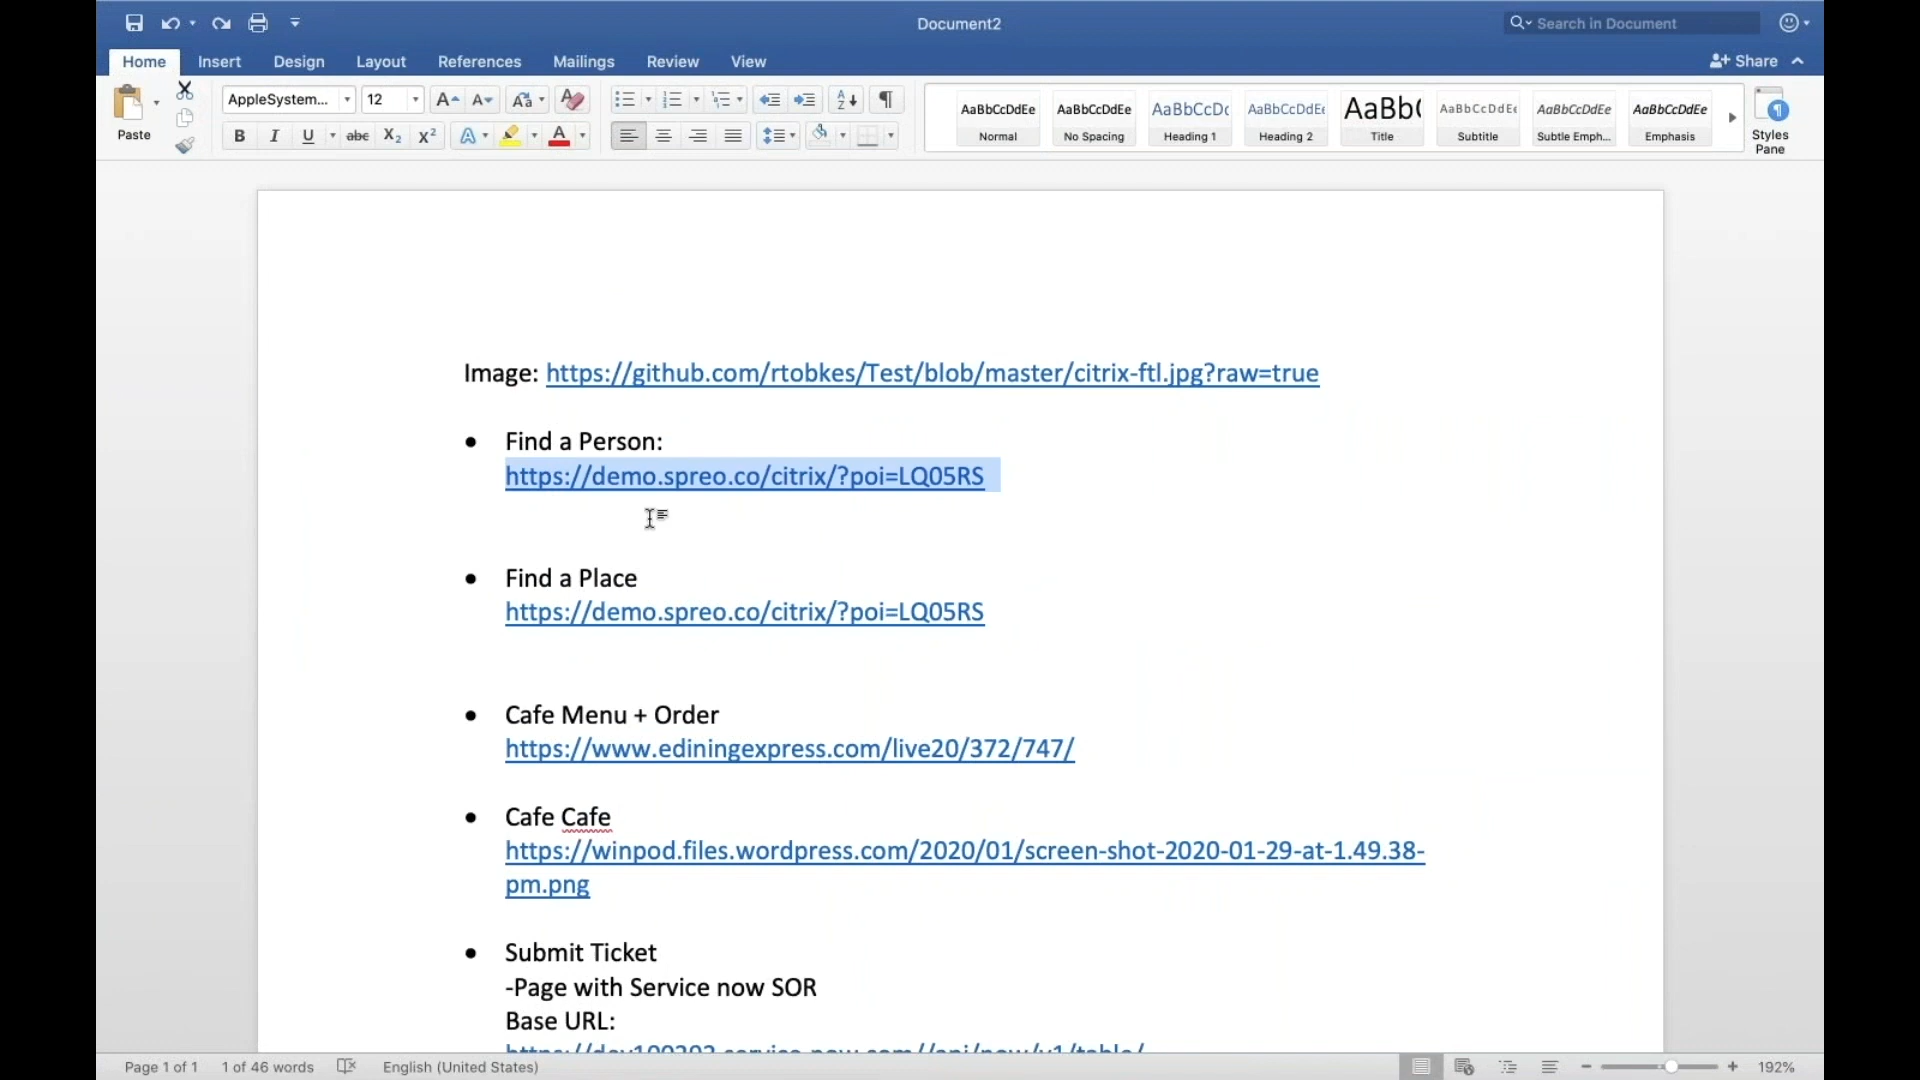 Document2
Search in Document
Home Insert Design Layout References Mailings Review View
Share
Paste
AppleSystem... 12
AaBbCcDdEe AaBbCcDdEe AaBbCcDc AaBbCcDdEe AaBb( AaBbCcDdEe AaBbCcDdEe AaBbCcDdEe
Normal No Spacing Heading 1 Heading 2 Title Subtitle Subtle Emph... Emphasis
Styles
Pane
B I U abc X₂ X² A A
Image: https://github.com/rtobkes/Test/blob/master/citrix-ftl.jpg?raw=true
• Find a Person:
https://demo.spreo.co/citrix/?poi=LQ05RS
• Find a Place
https://demo.spreo.co/citrix/?poi=LQ05RS
• Cafe Menu + Order
https://www.ediningexpress.com/live20/372/747/
• Cafe Cafe
https://winpod.files.wordpress.com/2020/01/screen-shot-2020-01-29-at-1.49.38-
pm.png
• Submit Ticket
-Page with Service now SOR
Base URL:
Page 1 of 1 1 of 46 words English (United States) 192%